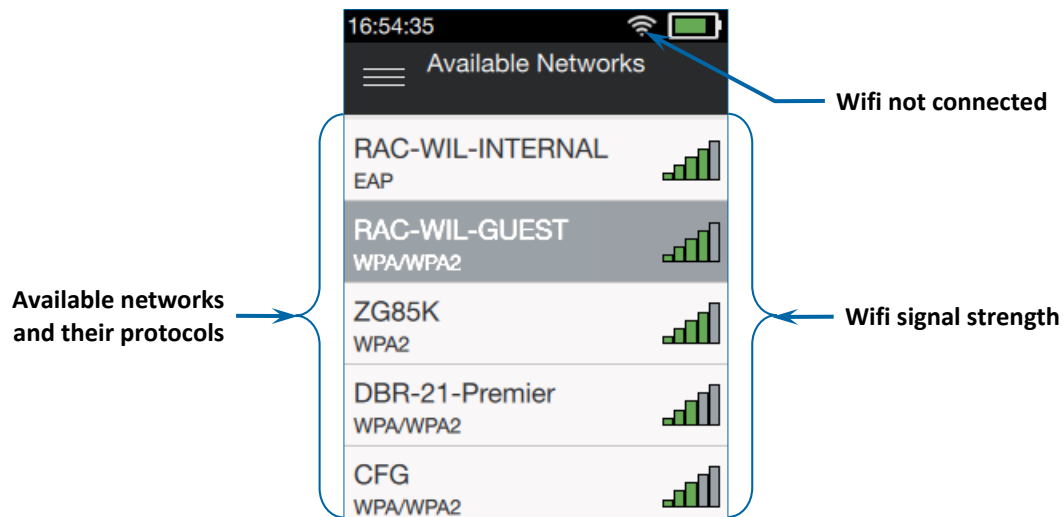 16:54:35
Available Networks
Wifi not connected
RAC-WIL-INTERNAL
EAP
RAC-WIL-GUEST
WPA/WPA2
Available networks
and their protocols
ZG85K
WPA2
Wifi signal strength
DBR-21-Premier
WPA/WPA2
CFG
WPA/WPA2